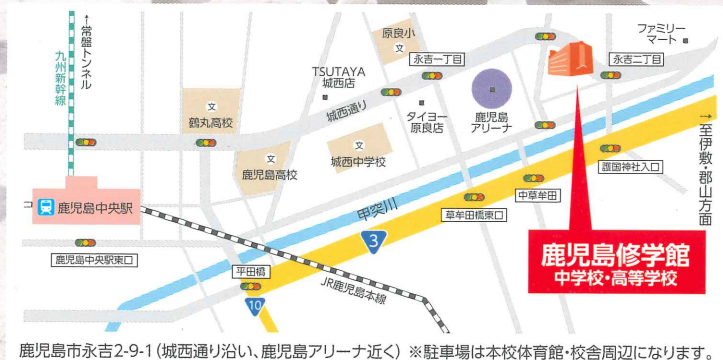 ↑常盤トンネル
九州新幹線
原良小
文
永吉一丁目
ファミリー
マート
永吉二丁目
TSUTAYA
城西店
城西通り
文
鶴丸高校
タイヨー
原良店
鹿児島
アリーナ
文
鹿児島高校
文
城西中学校
→至伊敷・郡山方面
護国神社入口
中草牟田
草牟田橋東口
鹿児島中央駅
甲突川
3
鹿児島修学館
中学校・高等学校
鹿児島中央駅東口
平田橋
10
JR鹿児島本線
鹿児島市永吉2-9-1(城西通り沿い、鹿児島アリーナ近く) ※駐車場は本校体育館・校舎周辺になります。